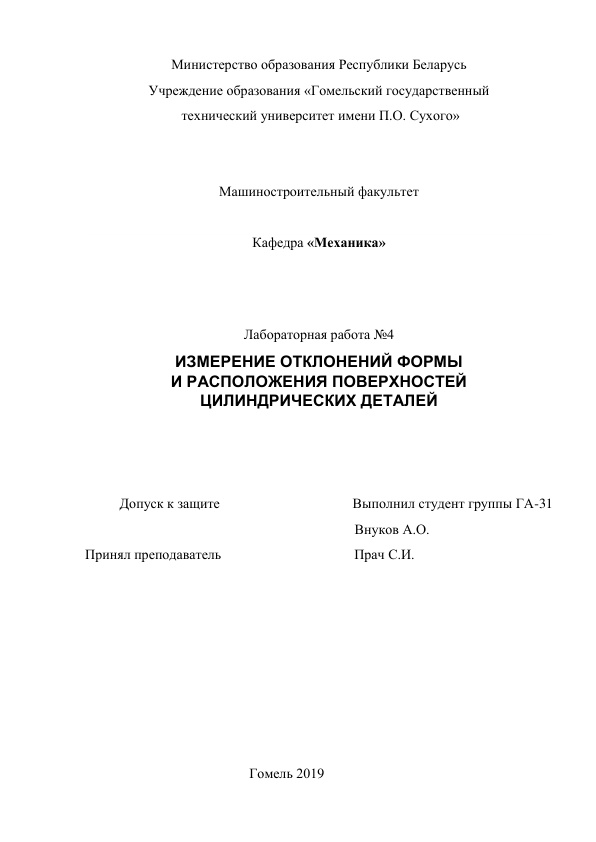 Министерство образования Республики Беларусь
Учреждение образования «Гомельский государственный
технический университет имени П.О. Сухого»
Машиностроительный факультет
Кафедра «Механика»
Лабораторная работа №4
ИЗМЕРЕНИЕ ОТКЛОНЕНИЙ ФОРМЫ
И РАСПОЛОЖЕНИЯ ПОВЕРХНОСТЕЙ
ЦИЛИНДРИЧЕСКИХ ДЕТАЛЕЙ
Допуск к защите Выполнил студент группы ГА-31
Внуков А.О.
Принял преподаватель Прач С.И.
Гомель 2019